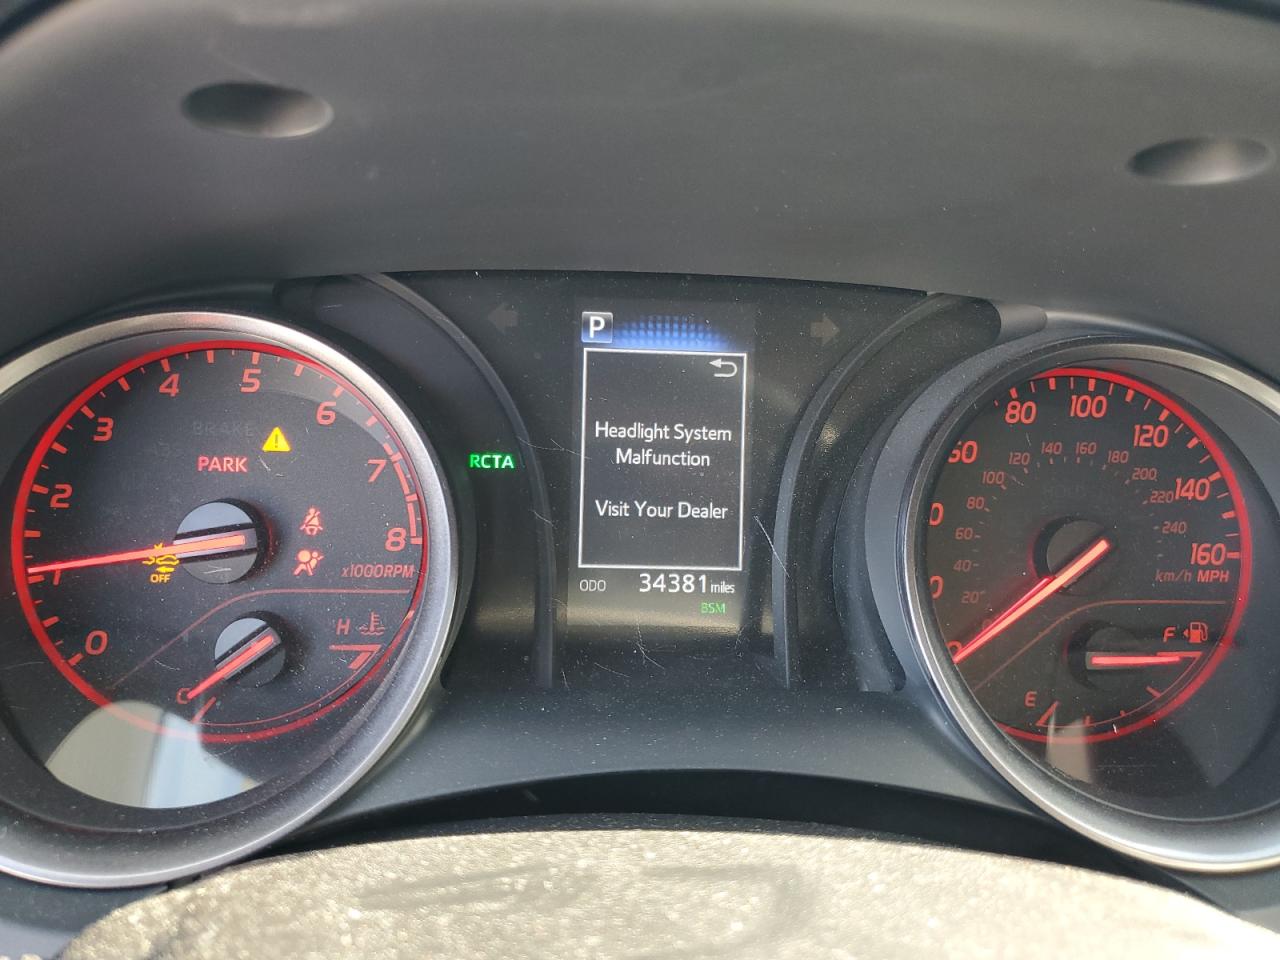 BRAKE
PARK
0
1
2
3
4
5
6
7
8
x1000RPM
OFF
H
C
RCTA
P
Headlight System
Malfunction
Visit Your Dealer
ODO 34381 miles
BSM
80
100
120
140
160
20
40
60
80
100
120
140
160
180
200
220
240
km/h MPH
F
E